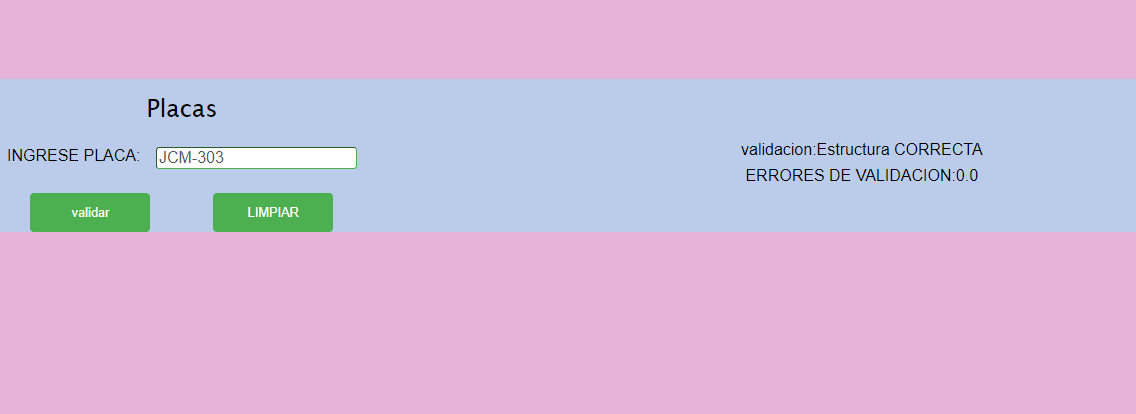 Placas
INGRESE PLACA: JCM-303
validar LIMPIAR
validacion:Estructura CORRECTA
ERRORES DE VALIDACION:0.0